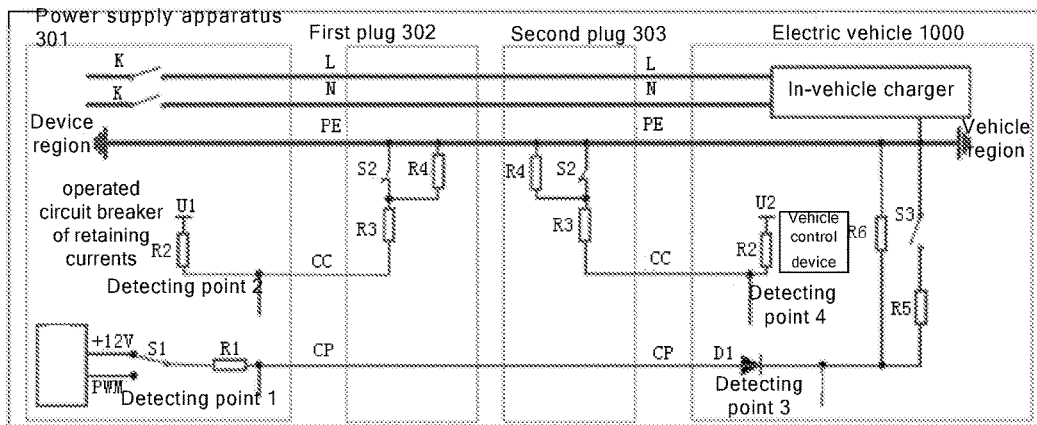 Power supply apparatus
301
First plug 302
Second plug 303
Electric vehicle 1000
K
L
L
K
N
N
In-vehicle charger
Device
region
PE
PE
Vehicle
region
S2
R4
R4
S2
operated
circuit breaker
of retaining
currents
U1
R2
R3
R3
U2
R2
Vehicle
control
device
R6
S3
CC
CC
Detecting point 2
Detecting
point 4
R5
+12V
S1
R1
CP
CP
D1
PWM
Detecting point 1
Detecting
point 3